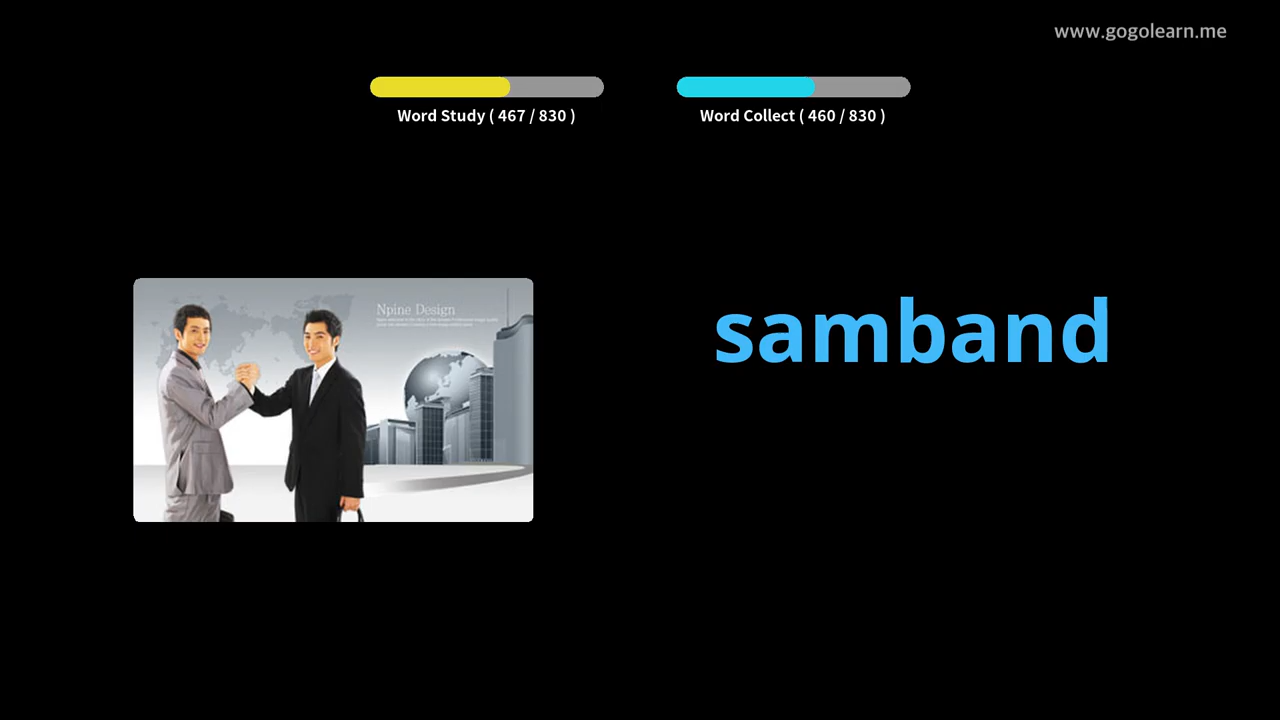 www.gogolearn.me
Word Study ( 467 / 830 )
Word Collect ( 460 / 830 )
Npine Design
samband